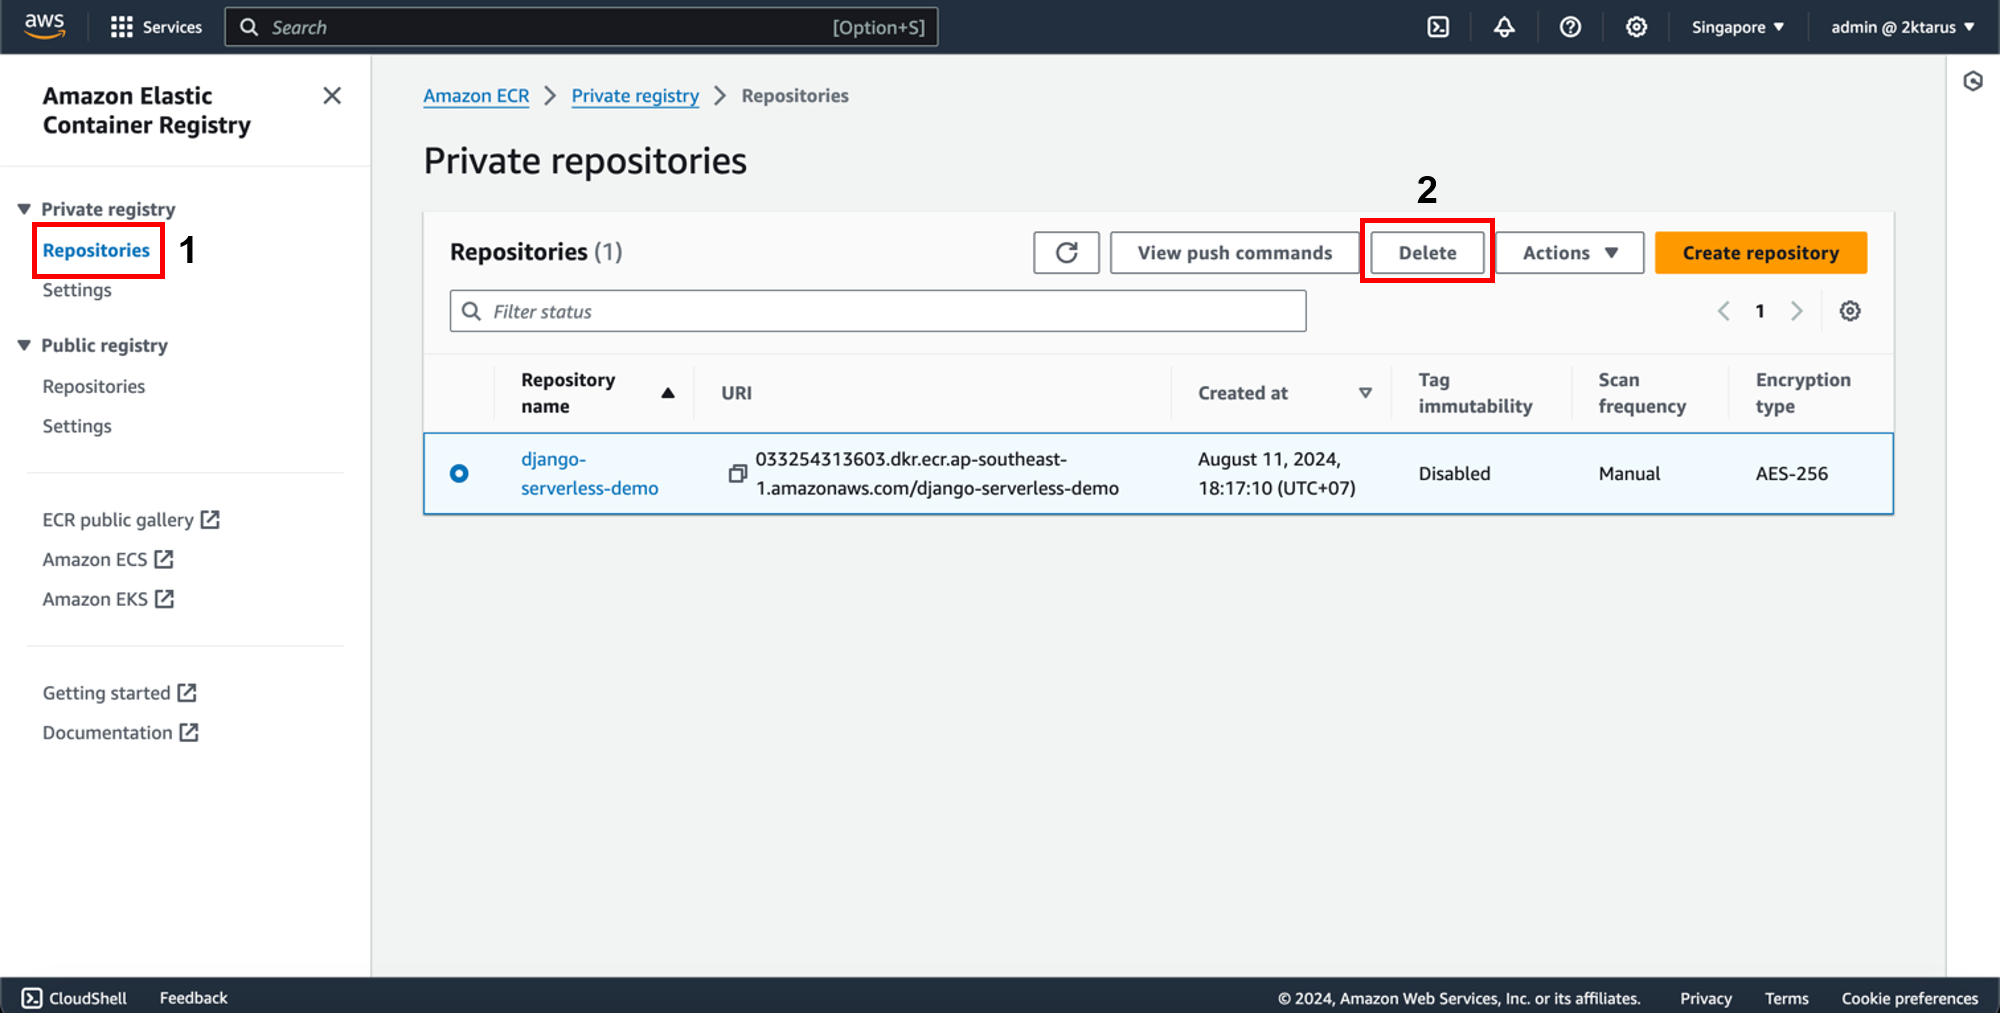 aws
Services
Search
[Option+S]
Singapore ▼
admin @ 2ktarus ▼
Amazon Elastic
Container Registry
▼ Private registry
Repositories
1
Settings
▼ Public registry
Repositories
Settings
ECR public gallery
Amazon ECS
Amazon EKS
Getting started
Documentation
Amazon ECR > Private registry > Repositories
Private repositories
2
Repositories (1)
View push commands
Delete
Actions ▼
Create repository
Filter status
< 1 >
Repository
name ▲
URI
Created at ▽
Tag
immutability
Scan
frequency
Encryption
type
django-
serverless-demo
033254313603.dkr.ecr.ap-southeast-
1.amazonaws.com/django-serverless-demo
August 11, 2024,
18:17:10 (UTC+07)
Disabled
Manual
AES-256
CloudShell
Feedback
© 2024, Amazon Web Services, Inc. or its affiliates.
Privacy
Terms
Cookie preferences